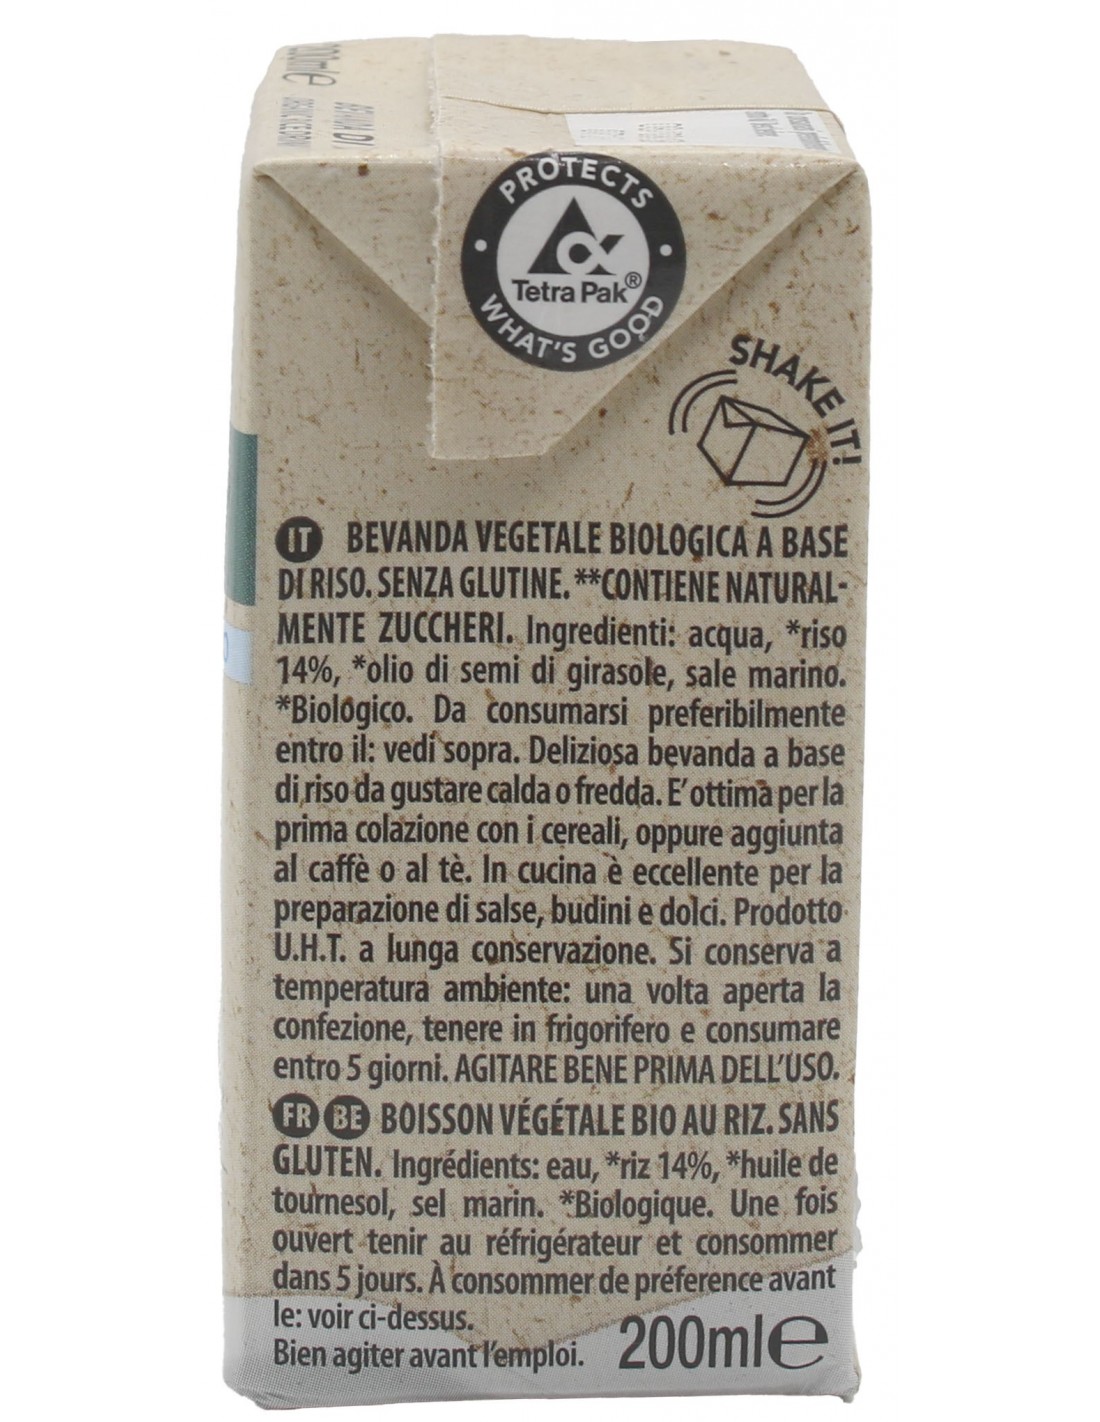 200ml e
BEVANDA DI
PROTECTS
Tetra Pak®
WHAT'S GOOD
SHAKE IT!
IT BEVANDA VEGETALE BIOLOGICA A BASE
DI RISO. SENZA GLUTINE. **CONTIENE NATURAL-
MENTE ZUCCHERI. Ingredienti: acqua, *riso
14%, *olio di semi di girasole, sale marino.
*Biologico. Da consumarsi preferibilmente
entro il: vedi sopra. Deliziosa bevanda a base
di riso da gustare calda o fredda. E' ottima per la
prima colazione con i cereali, oppure aggiunta
al caffè o al tè. In cucina è eccellente per la
preparazione di salse, budini e dolci. Prodotto
U.H.T. a lunga conservazione. Si conserva a
temperatura ambiente: una volta aperta la
confezione, tenere in frigorifero e consumare
entro 5 giorni. AGITARE BENE PRIMA DELL'USO.
FR BE BOISSON VÉGÉTALE BIO AU RIZ. SANS
GLUTEN. Ingrédients: eau, *riz 14%, *huile de
tournesol, sel marin. *Biologique. Une fois
ouvert tenir au réfrigérateur et consommer
dans 5 jours. À consommer de préference avant
le: voir ci-dessus.
Bien agiter avant l'emploi. 200ml e